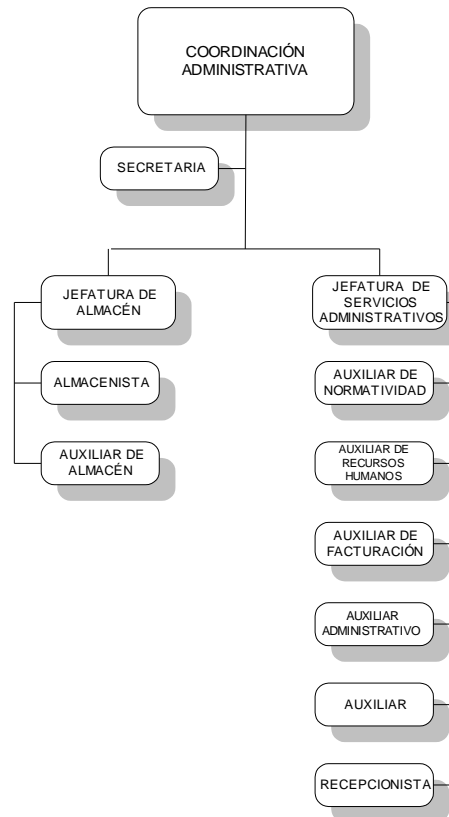 COORDINACIÓN
ADMINISTRATIVA
SECRETARIA
JEFATURA DE
ALMACÉN
ALMACENISTA
AUXILIAR DE
ALMACÉN
JEFATURA DE
SERVICIOS
ADMINISTRATIVOS
AUXILIAR DE
NORMATIVIDAD
AUXILIAR DE
RECURSOS
HUMANOS
AUXILIAR DE
FACTURACIÓN
AUXILIAR
ADMINISTRATIVO
AUXILIAR
RECEPCIONISTA